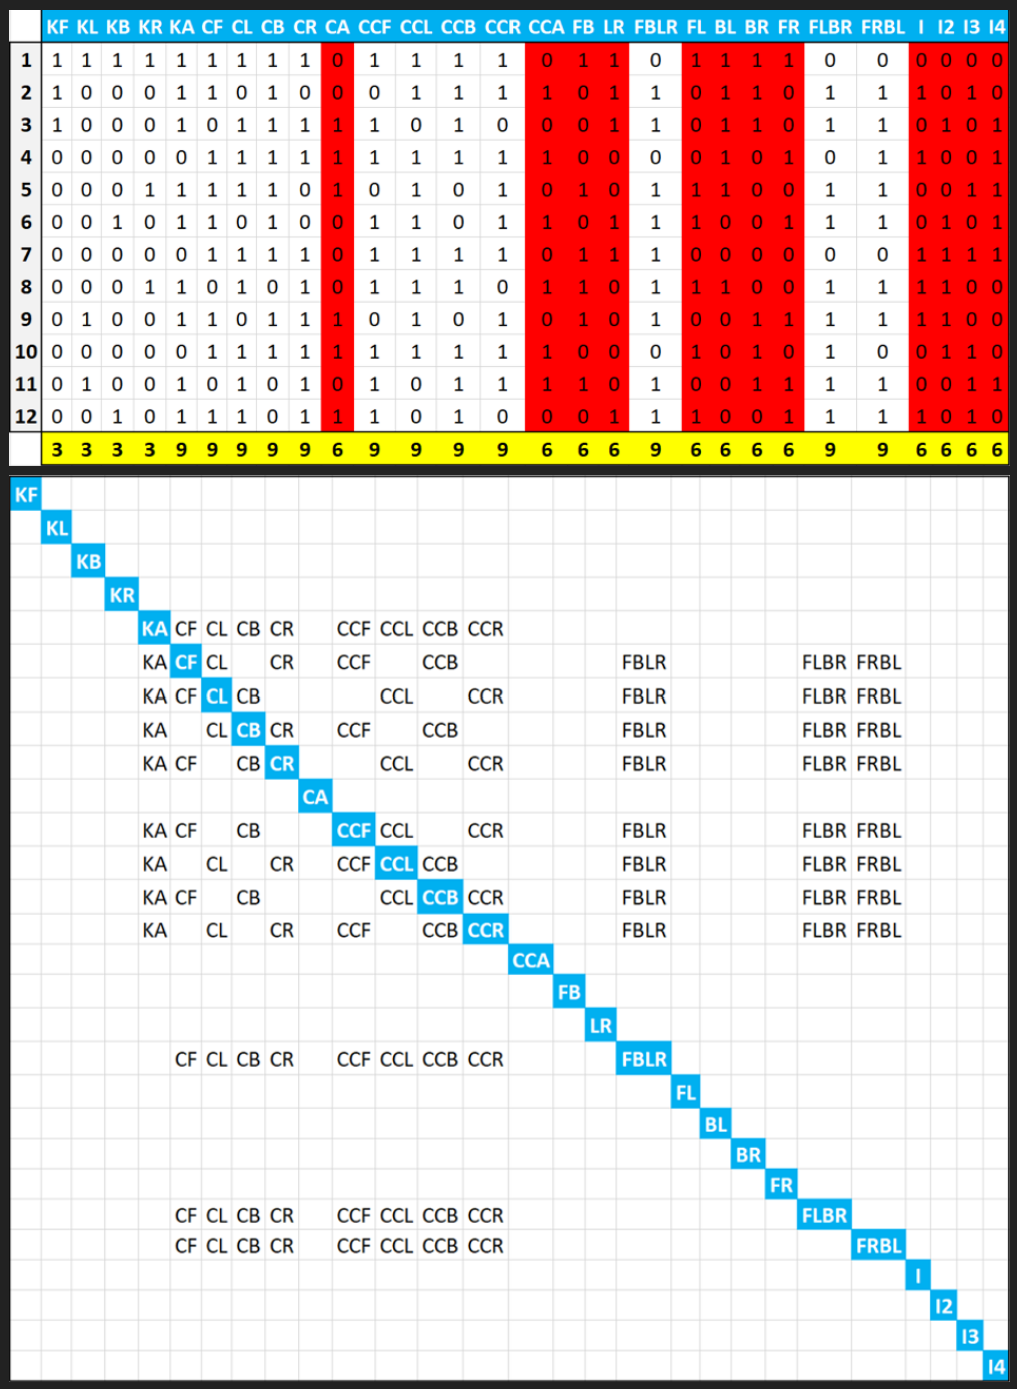 KF KL KB KR KA CF CL CB CR CA CCF CCL CCB CCR CCA FB LR FBLR FL BL BR FR FLBR FRBL I I2 I3 I4
1 1 1 1 1 1 1 1 1 1 0 1 1 1 1 0 1 1 0 1 1 1 1 0 0 0 0 0 0
2 1 0 0 0 1 1 0 1 0 0 0 1 1 1 1 0 1 1 0 1 1 0 1 1 1 0 1 0
3 1 0 0 0 1 0 1 1 1 1 1 0 1 0 0 0 1 1 0 1 1 0 1 1 0 1 0 1
4 0 0 0 0 0 1 1 1 1 1 1 1 1 1 1 0 0 0 0 1 0 1 0 1 1 0 0 1
5 0 0 0 1 1 1 1 1 0 1 0 1 0 1 0 1 0 1 1 1 0 0 1 1 0 0 1 1
6 0 0 1 0 1 1 0 1 0 0 1 1 0 1 1 0 1 1 1 0 0 1 1 1 0 1 0 1
7 0 0 0 0 0 1 1 1 1 0 1 1 1 1 0 1 1 0 0 0 0 0 0 0 1 1 1 1
8 0 0 0 1 1 0 1 0 1 0 1 1 1 0 1 1 0 1 1 1 0 0 1 1 1 1 0 0
9 0 1 0 0 1 1 0 1 1 1 0 1 0 1 0 1 0 1 0 0 1 1 1 1 1 1 0 0
10 0 0 0 0 0 1 1 1 1 1 1 1 1 1 1 0 0 0 1 0 1 0 1 0 0 1 1 0
11 0 1 0 0 1 0 1 0 1 0 1 0 1 1 1 1 0 1 0 0 1 1 1 1 0 0 1 1
12 0 0 1 0 1 1 1 0 1 1 1 0 1 0 0 0 1 1 1 0 0 1 1 1 1 0 1 0
3 3 3 3 9 9 9 9 9 6 9 9 9 9 6 6 6 9 6 6 6 6 9 9 6 6 6 6
KF
KL
KB
KR
KA CF CL CB CR CCF CCL CCB CCR
KA CF CL CR CCF CCB FBLR FLBR FRBL
KA CF CL CB CCL CCR FBLR FLBR FRBL
KA CL CB CR CCF CCB FBLR FLBR FRBL
KA CF CB CR CCL CCR FBLR FLBR FRBL
CA
KA CF CB CCF CCL CCR FBLR FLBR FRBL
KA CL CR CCF CCL CCB FBLR FLBR FRBL
KA CF CB CCL CCB CCR FBLR FLBR FRBL
KA CL CR CCF CCB CCR FBLR FLBR FRBL
CCA
FB
LR
CF CL CB CR CCF CCL CCB CCR FBLR
FL
BL
BR
FR
CF CL CB CR CCF CCL CCB CCR FLBR
CF CL CB CR CCF CCL CCB CCR FRBL
I
I2
I3
I4